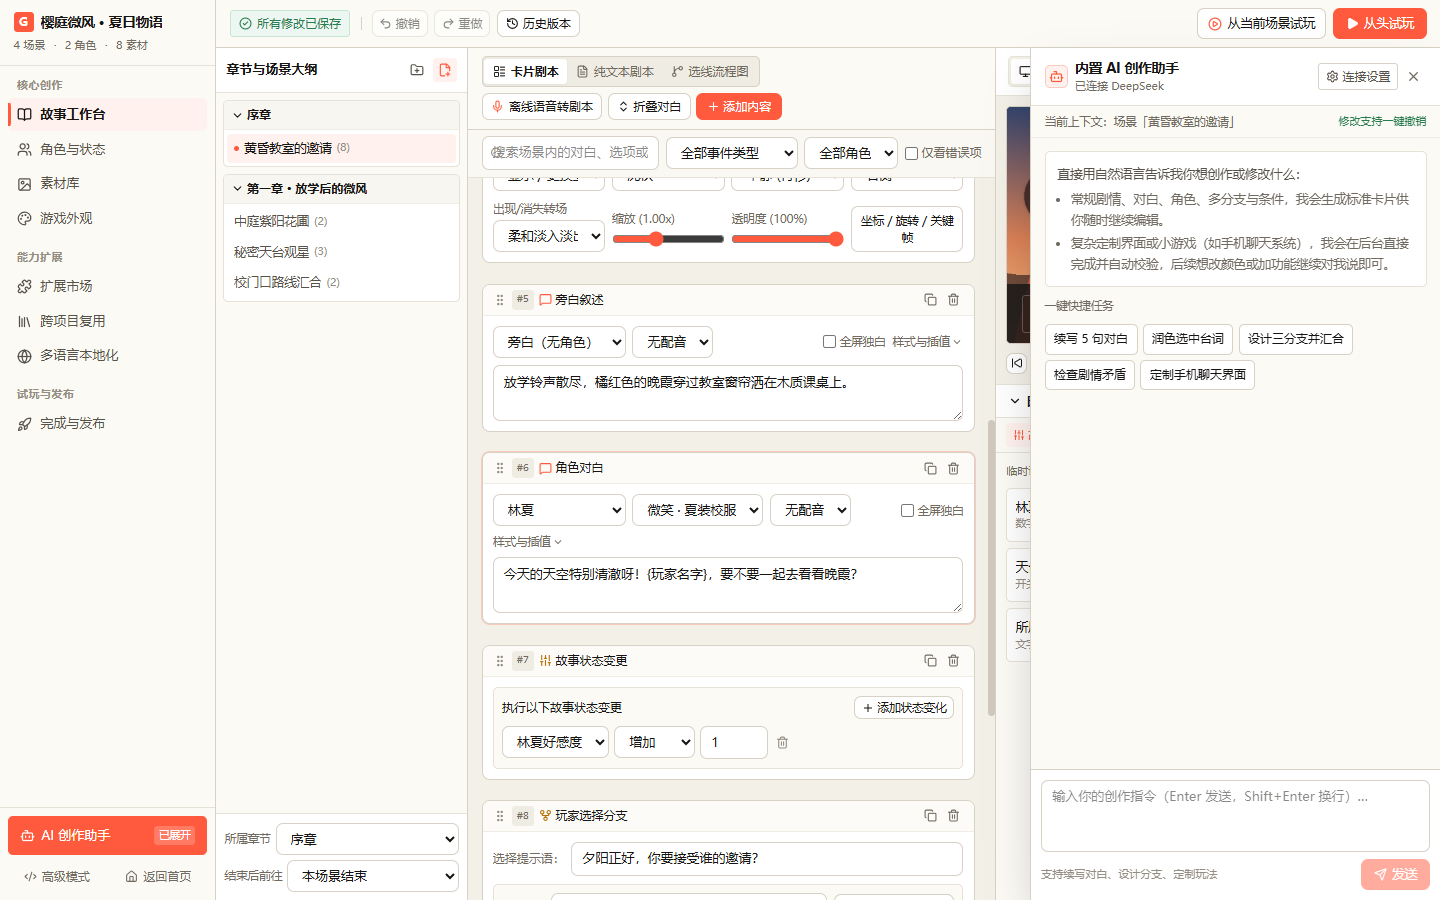 G 樱庭微风 • 夏日物语
4 场景 · 2 角色 · 8 素材
核心创作
故事工作台
角色与状态
素材库
游戏外观
能力扩展
扩展市场
跨项目复用
多语言本地化
试玩与发布
完成与发布
AI 创作助手 已展开
高级模式 返回首页
所有修改已保存 撤销 重做 历史版本
从当前场景试玩 从头试玩
章节与场景大纲
序章
黄昏教室的邀请 (8)
第一章 • 放学后的微风
中庭紫阳花圃 (2)
秘密天台观星 (3)
校门口路线汇合 (2)
所属章节 序章
结束后前往 本场景结束
卡片剧本 纯文本剧本 选线流程图
离线语音转剧本 折叠对白 添加内容
搜索场景内的对白、选项或 全部事件类型 全部角色 仅看错误项
出现/消失转场 缩放 (1.00x) 透明度 (100%)
柔和淡入淡出 坐标 / 旋转 / 关键帧
#5 旁白叙述
旁白（无角色） 无配音 全屏独白 样式与插值
放学铃声散尽，橘红色的晚霞穿过教室窗帘洒在木质课桌上。
#6 角色对白
林夏 微笑 · 夏装校服 无配音 全屏独白
样式与插值
今天的天空特别清澈呀！{玩家名字}，要不要一起去看看晚霞？
#7 故事状态变更
执行以下故事状态变更 添加状态变化
林夏好感度 增加 1
#8 玩家选择分支
选择提示语： 夕阳正好，你要接受谁的邀请？
临时
林
数字
天
开关
所
文字
内置 AI 创作助手
已连接 DeepSeek
连接设置
当前上下文：场景「黄昏教室的邀请」 修改支持一键撤销
直接用自然语言告诉我你想创作或修改什么：
• 常规剧情、对白、角色、多分支与条件，我会生成标准卡片供
你随时继续编辑。
• 复杂定制界面或小游戏（如手机聊天系统），我会在后台直接
完成并自动校验，后续想改颜色或加功能继续对我说即可。
一键快捷任务
续写 5 句对白 润色选中台词 设计三分支并汇合
检查剧情矛盾 定制手机聊天界面
输入你的创作指令（Enter 发送，Shift+Enter 换行）...
支持续写对白、设计分支、定制玩法 发送